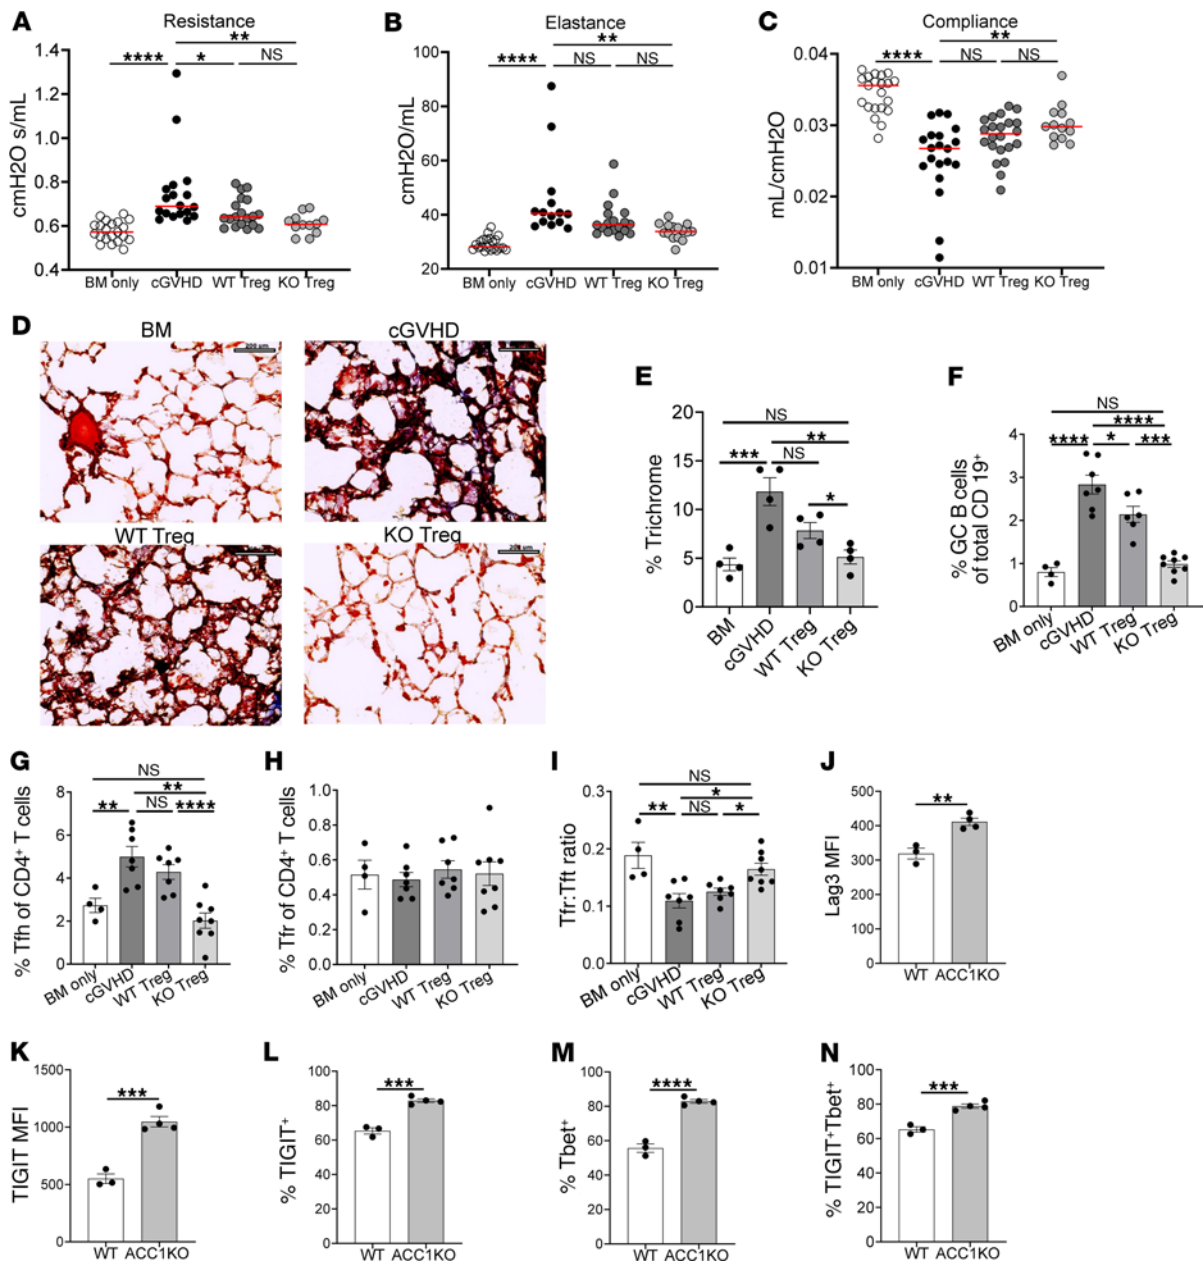 A
Resistance
**
****
*
NS
cmH2O s/mL
1.4
1.2
1.0
0.8
0.6
0.4
BM only
cGVHD
WT Treg
KO Treg
B
Elastance
**
****
NS
NS
cmH2O/mL
100
80
60
40
20
BM only
cGVHD
WT Treg
KO Treg
C
Compliance
**
****
NS
NS
mL/cmH2O
0.04
0.03
0.02
0.01
BM only
cGVHD
WT Treg
KO Treg
D
BM
cGVHD
200 µm
WT Treg
KO Treg
E
% Trichrome
20
15
10
5
0
NS
**
***
NS
*
BM
cGVHD
WT Treg
KO Treg
F
% GC B cells
of total CD 19+
4
3
2
1
0
NS
****
****
*
***
BM only
cGVHD
WT Treg
KO Treg
G
% Tfh of CD4+ T cells
8
6
4
2
0
NS
**
**
NS
****
BM only
cGVHD
WT Treg
KO Treg
H
% Tfr of CD4+ T cells
1.0
0.8
0.6
0.4
0.2
0.0
BM only
cGVHD
WT Treg
KO Treg
I
Tfr:Tft ratio
0.3
0.2
0.1
0.0
NS
*
**
NS
*
BM only
cGVHD
WT Treg
KO Treg
J
Lag3 MFI
500
400
300
200
100
0
**
WT
ACC1KO
K
TIGIT MFI
1500
1000
500
0
***
WT
ACC1KO
L
% TIGIT+
100
80
60
40
20
0
***
WT
ACC1KO
M
% Tbet+
100
80
60
40
20
0
****
WT
ACC1KO
N
% TIGIT+Tbet+
100
80
60
40
20
0
***
WT
ACC1KO